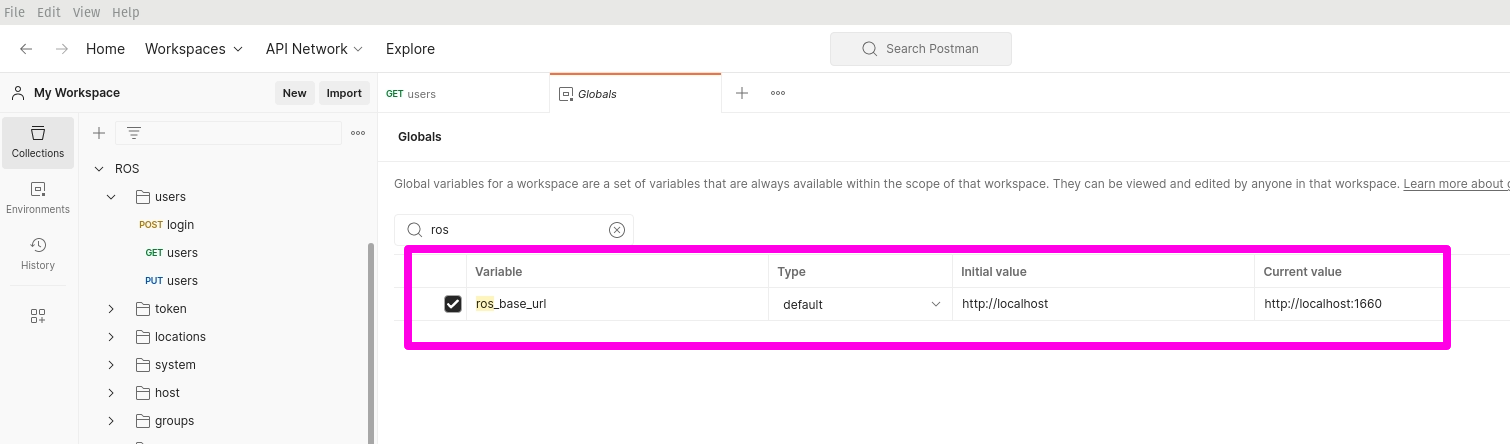 File Edit View Help
Home Workspaces API Network Explore Search Postman
My Workspace New Import
GET users
Globals
Collections
Environments
History
ROS
users
POST login
GET users
PUT users
token
locations
system
host
groups
Globals
Global variables for a workspace are a set of variables that are always available within the scope of that workspace. They can be viewed and edited by anyone in that workspace. Learn more about
ros
Variable Type Initial value Current value
ros_base_url default http://localhost http://localhost:1660